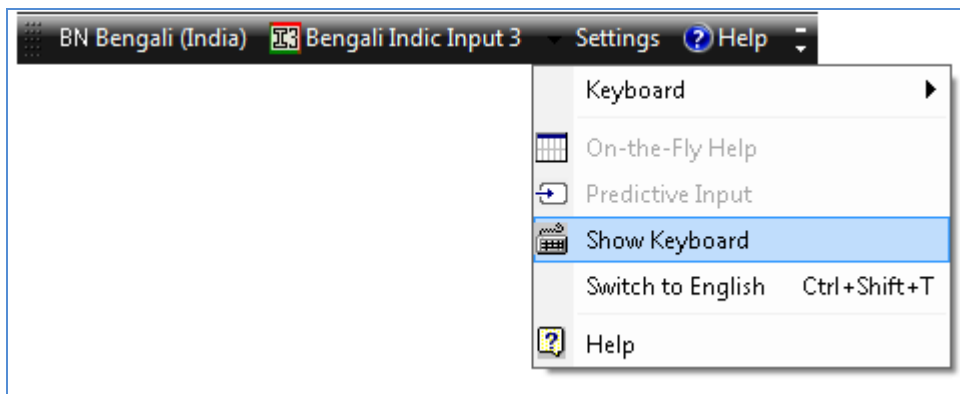 BN Bengali (India) Bengali Indic Input 3 Settings Help
Keyboard
On-the-Fly Help
Predictive Input
Show Keyboard
Switch to English Ctrl+Shift+T
Help